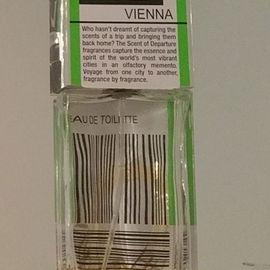 VIENNA
Who hasn't dreamt of capturing the
scents of a trip and bringing them
back home? The Scent of Departure
fragrances capture the essence and
spirit of the world's most vibrant
cities in an olfactory memento.
Voyage from one city to another,
fragrance by fragrance.
EAU DE TOILETTE